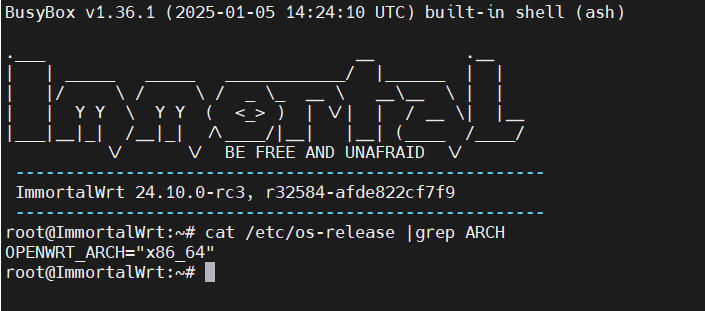 BusyBox v1.36.1 (2025-01-05 14:24:10 UTC) built-in shell (ash)
Immortal
BE FREE AND UNAFRAID
ImmortalWrt 24.10.0-rc3, r32584-afde822cf7f9
root@ImmortalWrt:~# cat /etc/os-release |grep ARCH
OPENWRT_ARCH="x86_64"
root@ImmortalWrt:~#